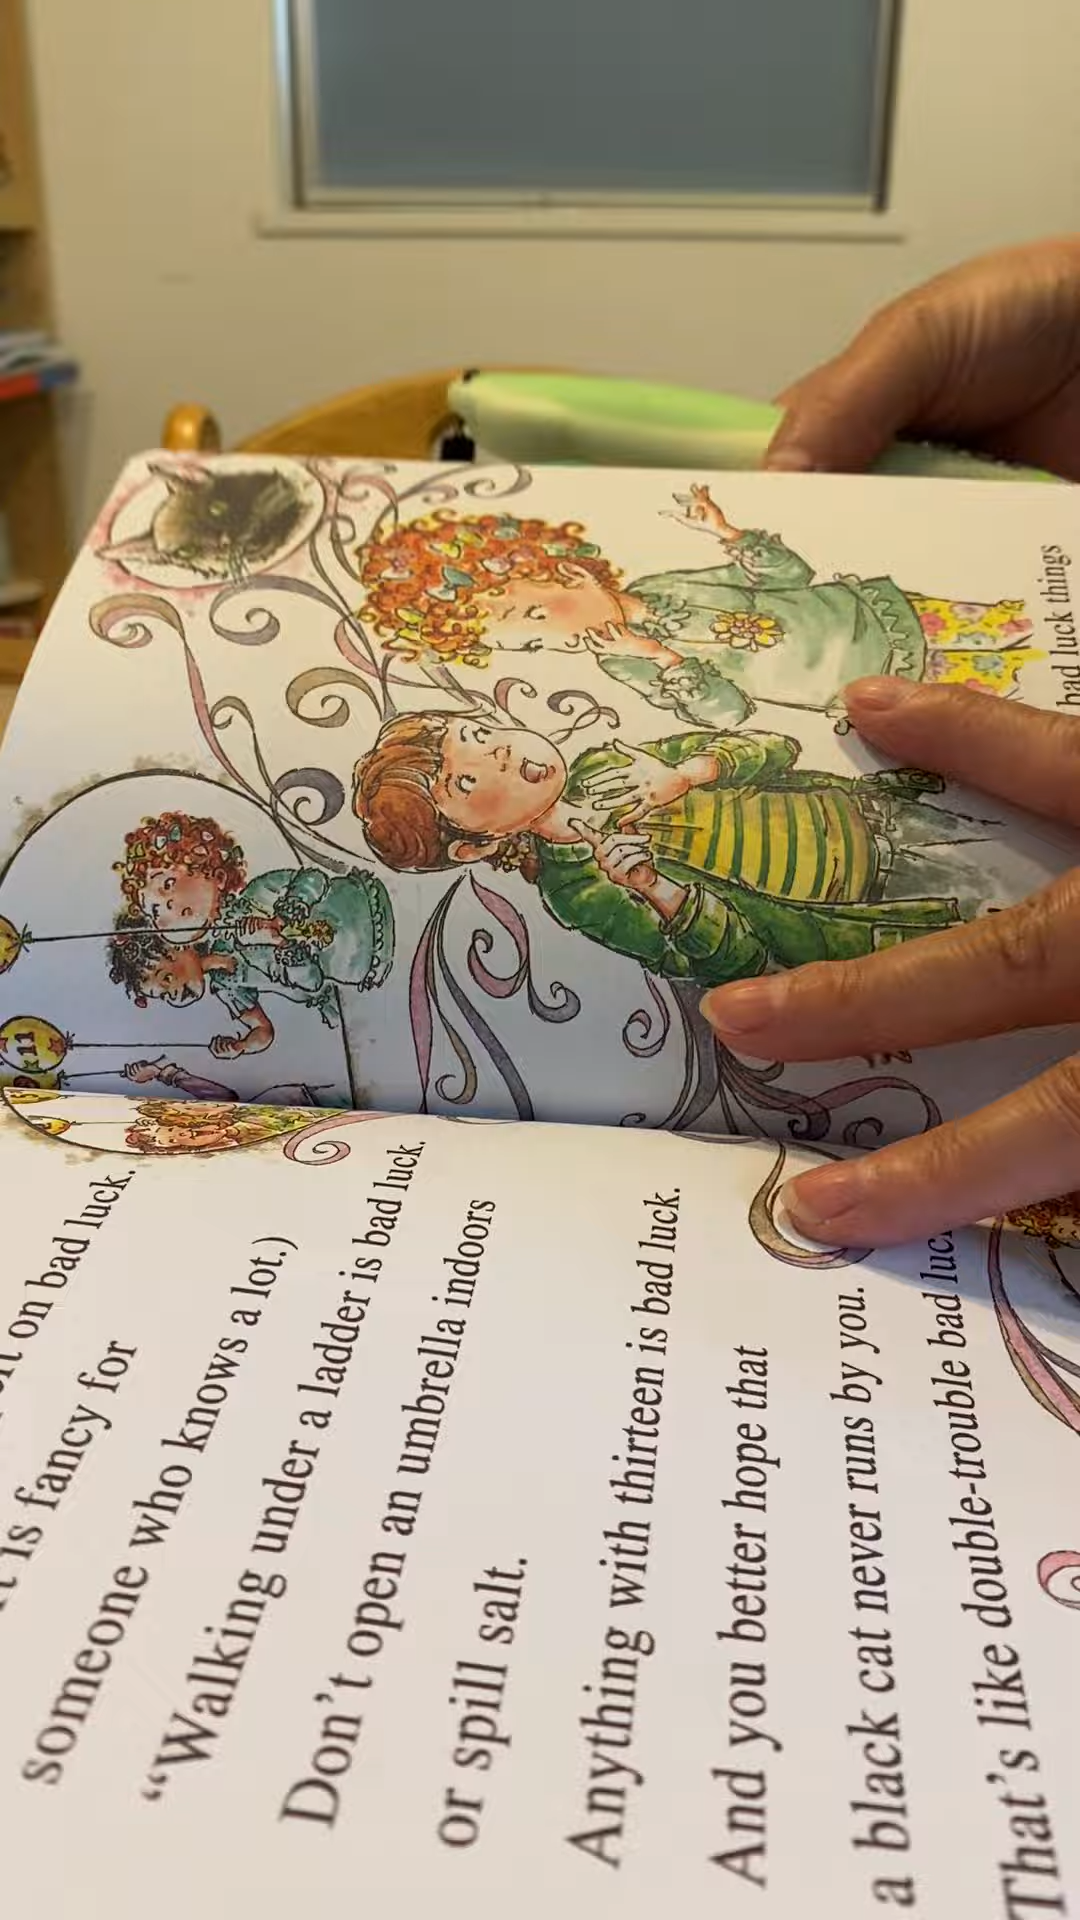 on bad luck.
is fancy for
someone who knows a lot.)
“Walking under a ladder is bad luck.
Don’t open an umbrella indoors
or spill salt.
Anything with thirteen is bad luck.
And you better hope that
a black cat never runs by you.
That’s like double-trouble bad
bad luck things
11